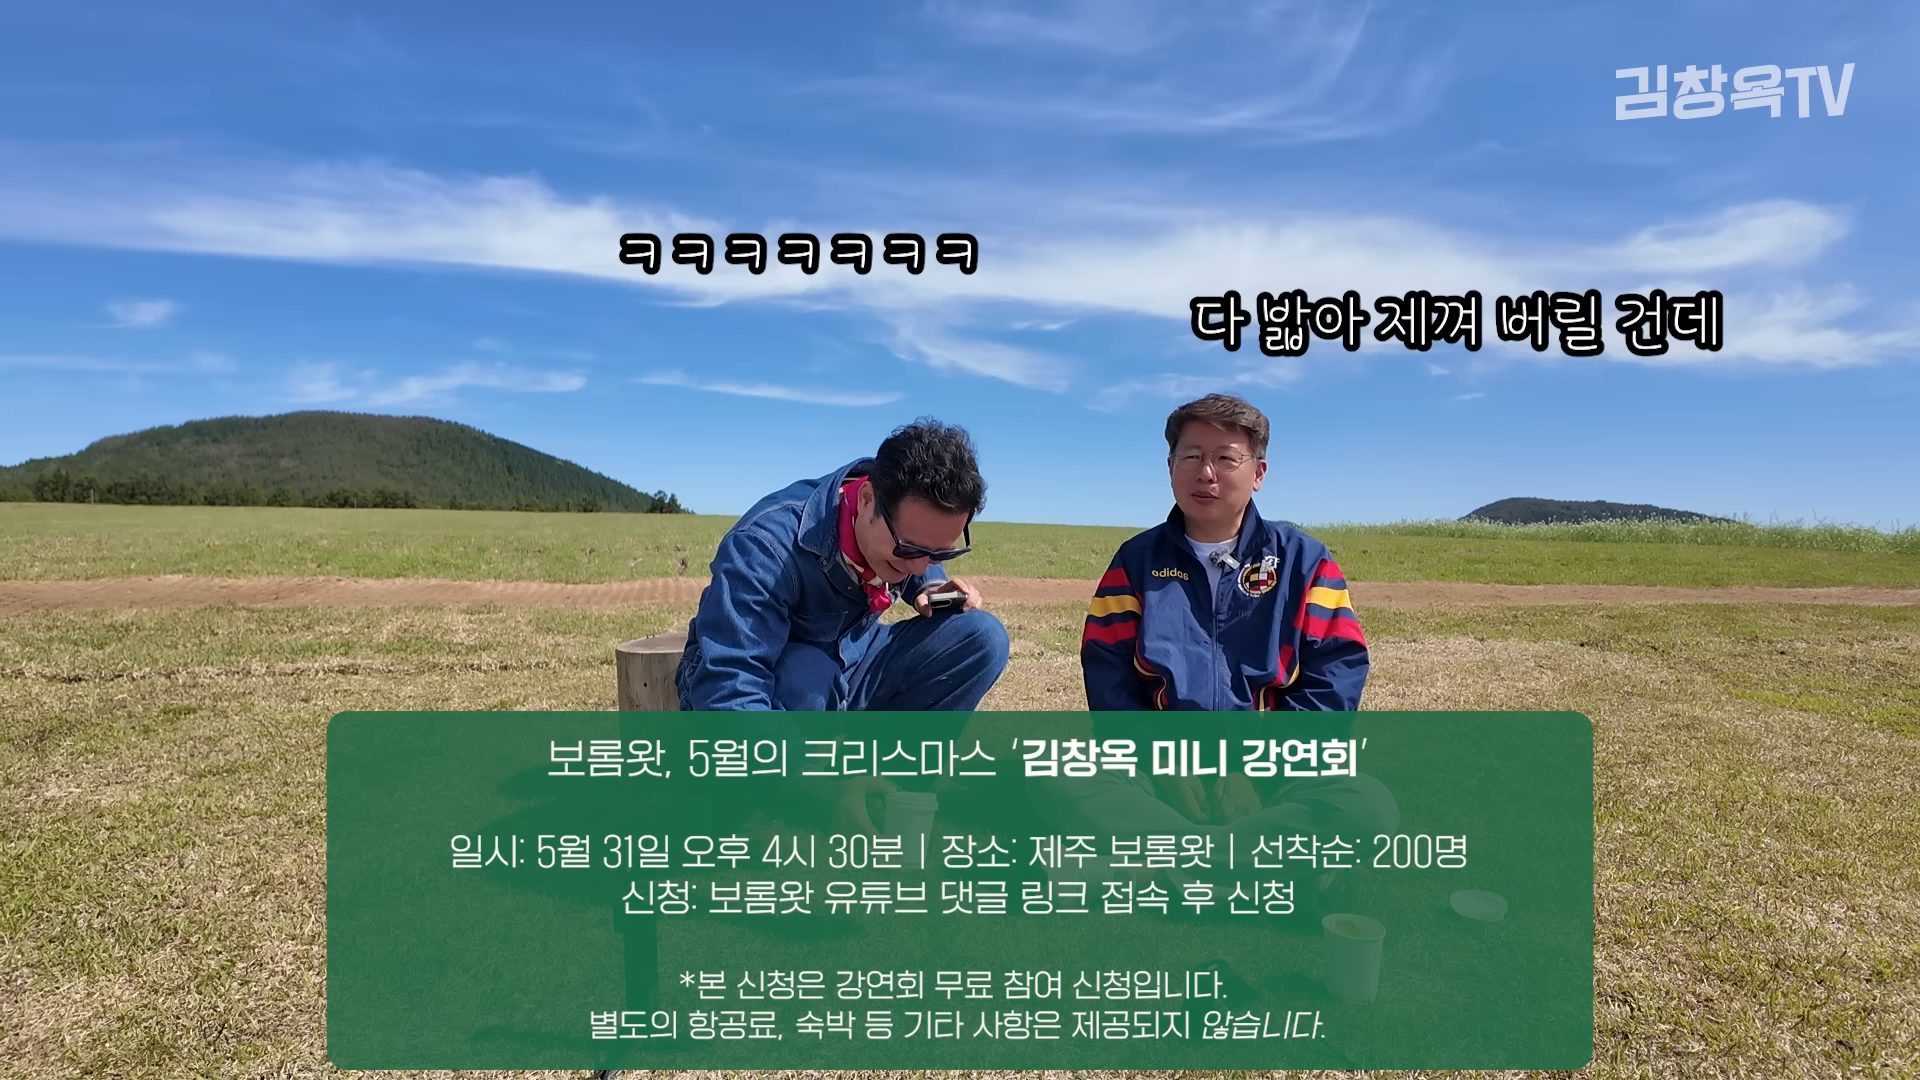 김창옥TV
ㅋㅋㅋㅋㅋㅋㅋ
다 밟아 제껴 버릴 건데
adidas
보롬왓, 5월의 크리스마스 ‘김창옥 미니 강연회’
일시: 5월 31일 오후 4시 30분 | 장소: 제주 보롬왓 | 선착순: 200명
신청: 보롬왓 유튜브 댓글 링크 접속 후 신청
*본 신청은 강연회 무료 참여 신청입니다.
별도의 항공료, 숙박 등 기타 사항은 제공되지 않습니다.